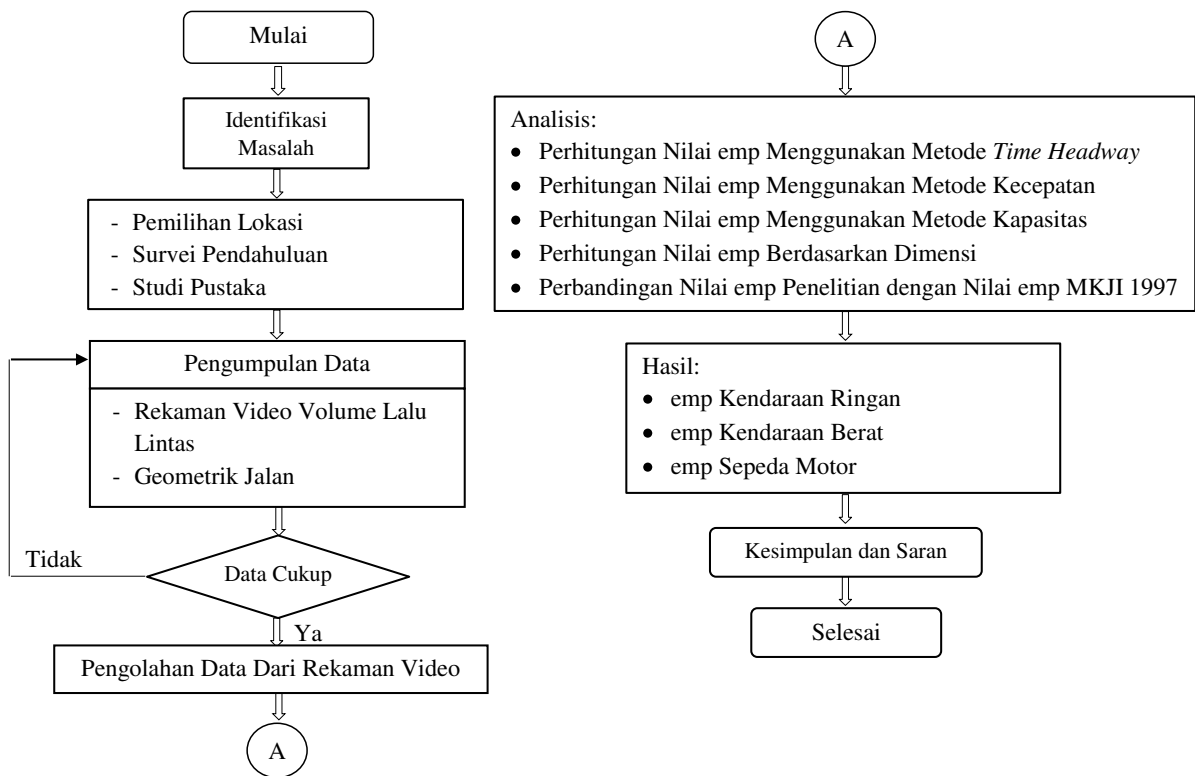 Mulai
Identifikasi
Masalah
- Pemilihan Lokasi
- Survei Pendahuluan
- Studi Pustaka
Pengumpulan Data
- Rekaman Video Volume Lalu
Lintas
- Geometrik Jalan
Tidak
Data Cukup
Ya
Pengolahan Data Dari Rekaman Video
A
A
Analisis:
• Perhitungan Nilai emp Menggunakan Metode Time Headway
• Perhitungan Nilai emp Menggunakan Metode Kecepatan
• Perhitungan Nilai emp Menggunakan Metode Kapasitas
• Perhitungan Nilai emp Berdasarkan Dimensi
• Perbandingan Nilai emp Penelitian dengan Nilai emp MKJI 1997
Hasil:
• emp Kendaraan Ringan
• emp Kendaraan Berat
• emp Sepeda Motor
Kesimpulan dan Saran
Selesai